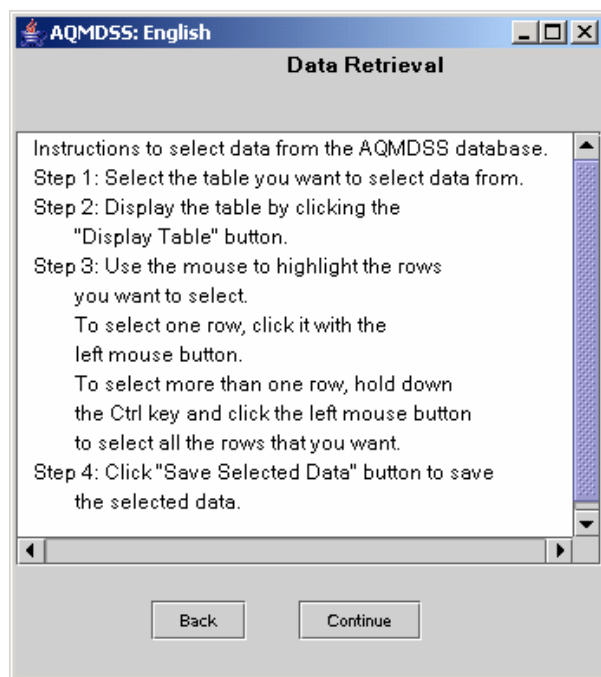 AQMDSS: English
Data Retrieval
Instructions to select data from the AQMDSS database.
Step 1: Select the table you want to select data from.
Step 2: Display the table by clicking the
"Display Table" button.
Step 3: Use the mouse to highlight the rows
you want to select.
To select one row, click it with the
left mouse button.
To select more than one row, hold down
the Ctrl key and click the left mouse button
to select all the rows that you want.
Step 4: Click "Save Selected Data" button to save
the selected data.
Back Continue